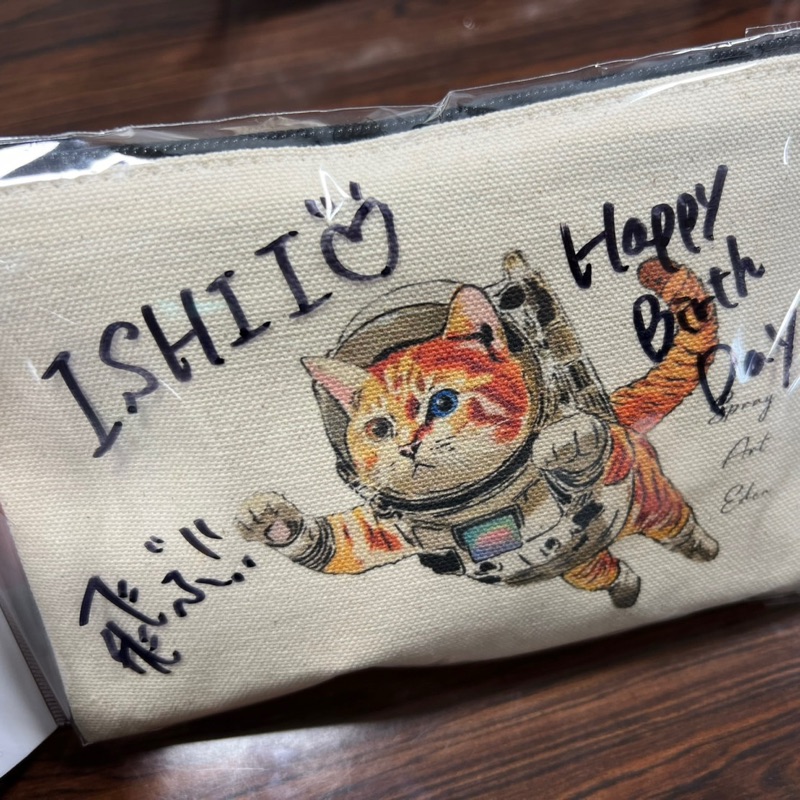 ISHII♡
Happy
Birth
Day
Spray
Art
Eden
飛ぶ!!